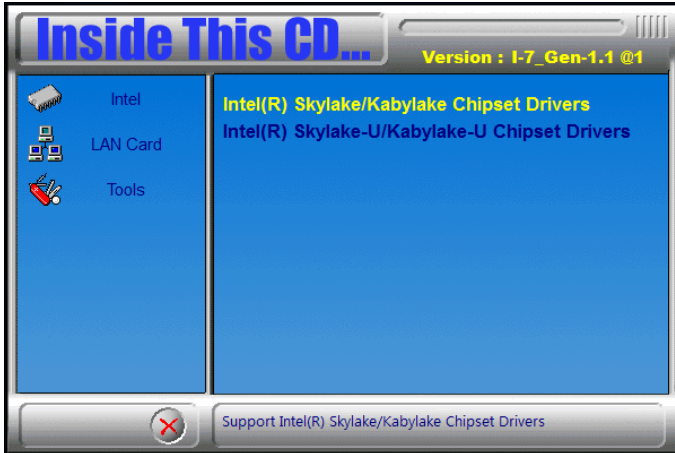 Inside This CD...
Version : I-7_Gen-1.1 @1
Intel
LAN Card
Tools
Intel(R) Skylake/Kabylake Chipset Drivers
Intel(R) Skylake-U/Kabylake-U Chipset Drivers
Support Intel(R) Skylake/Kabylake Chipset Drivers